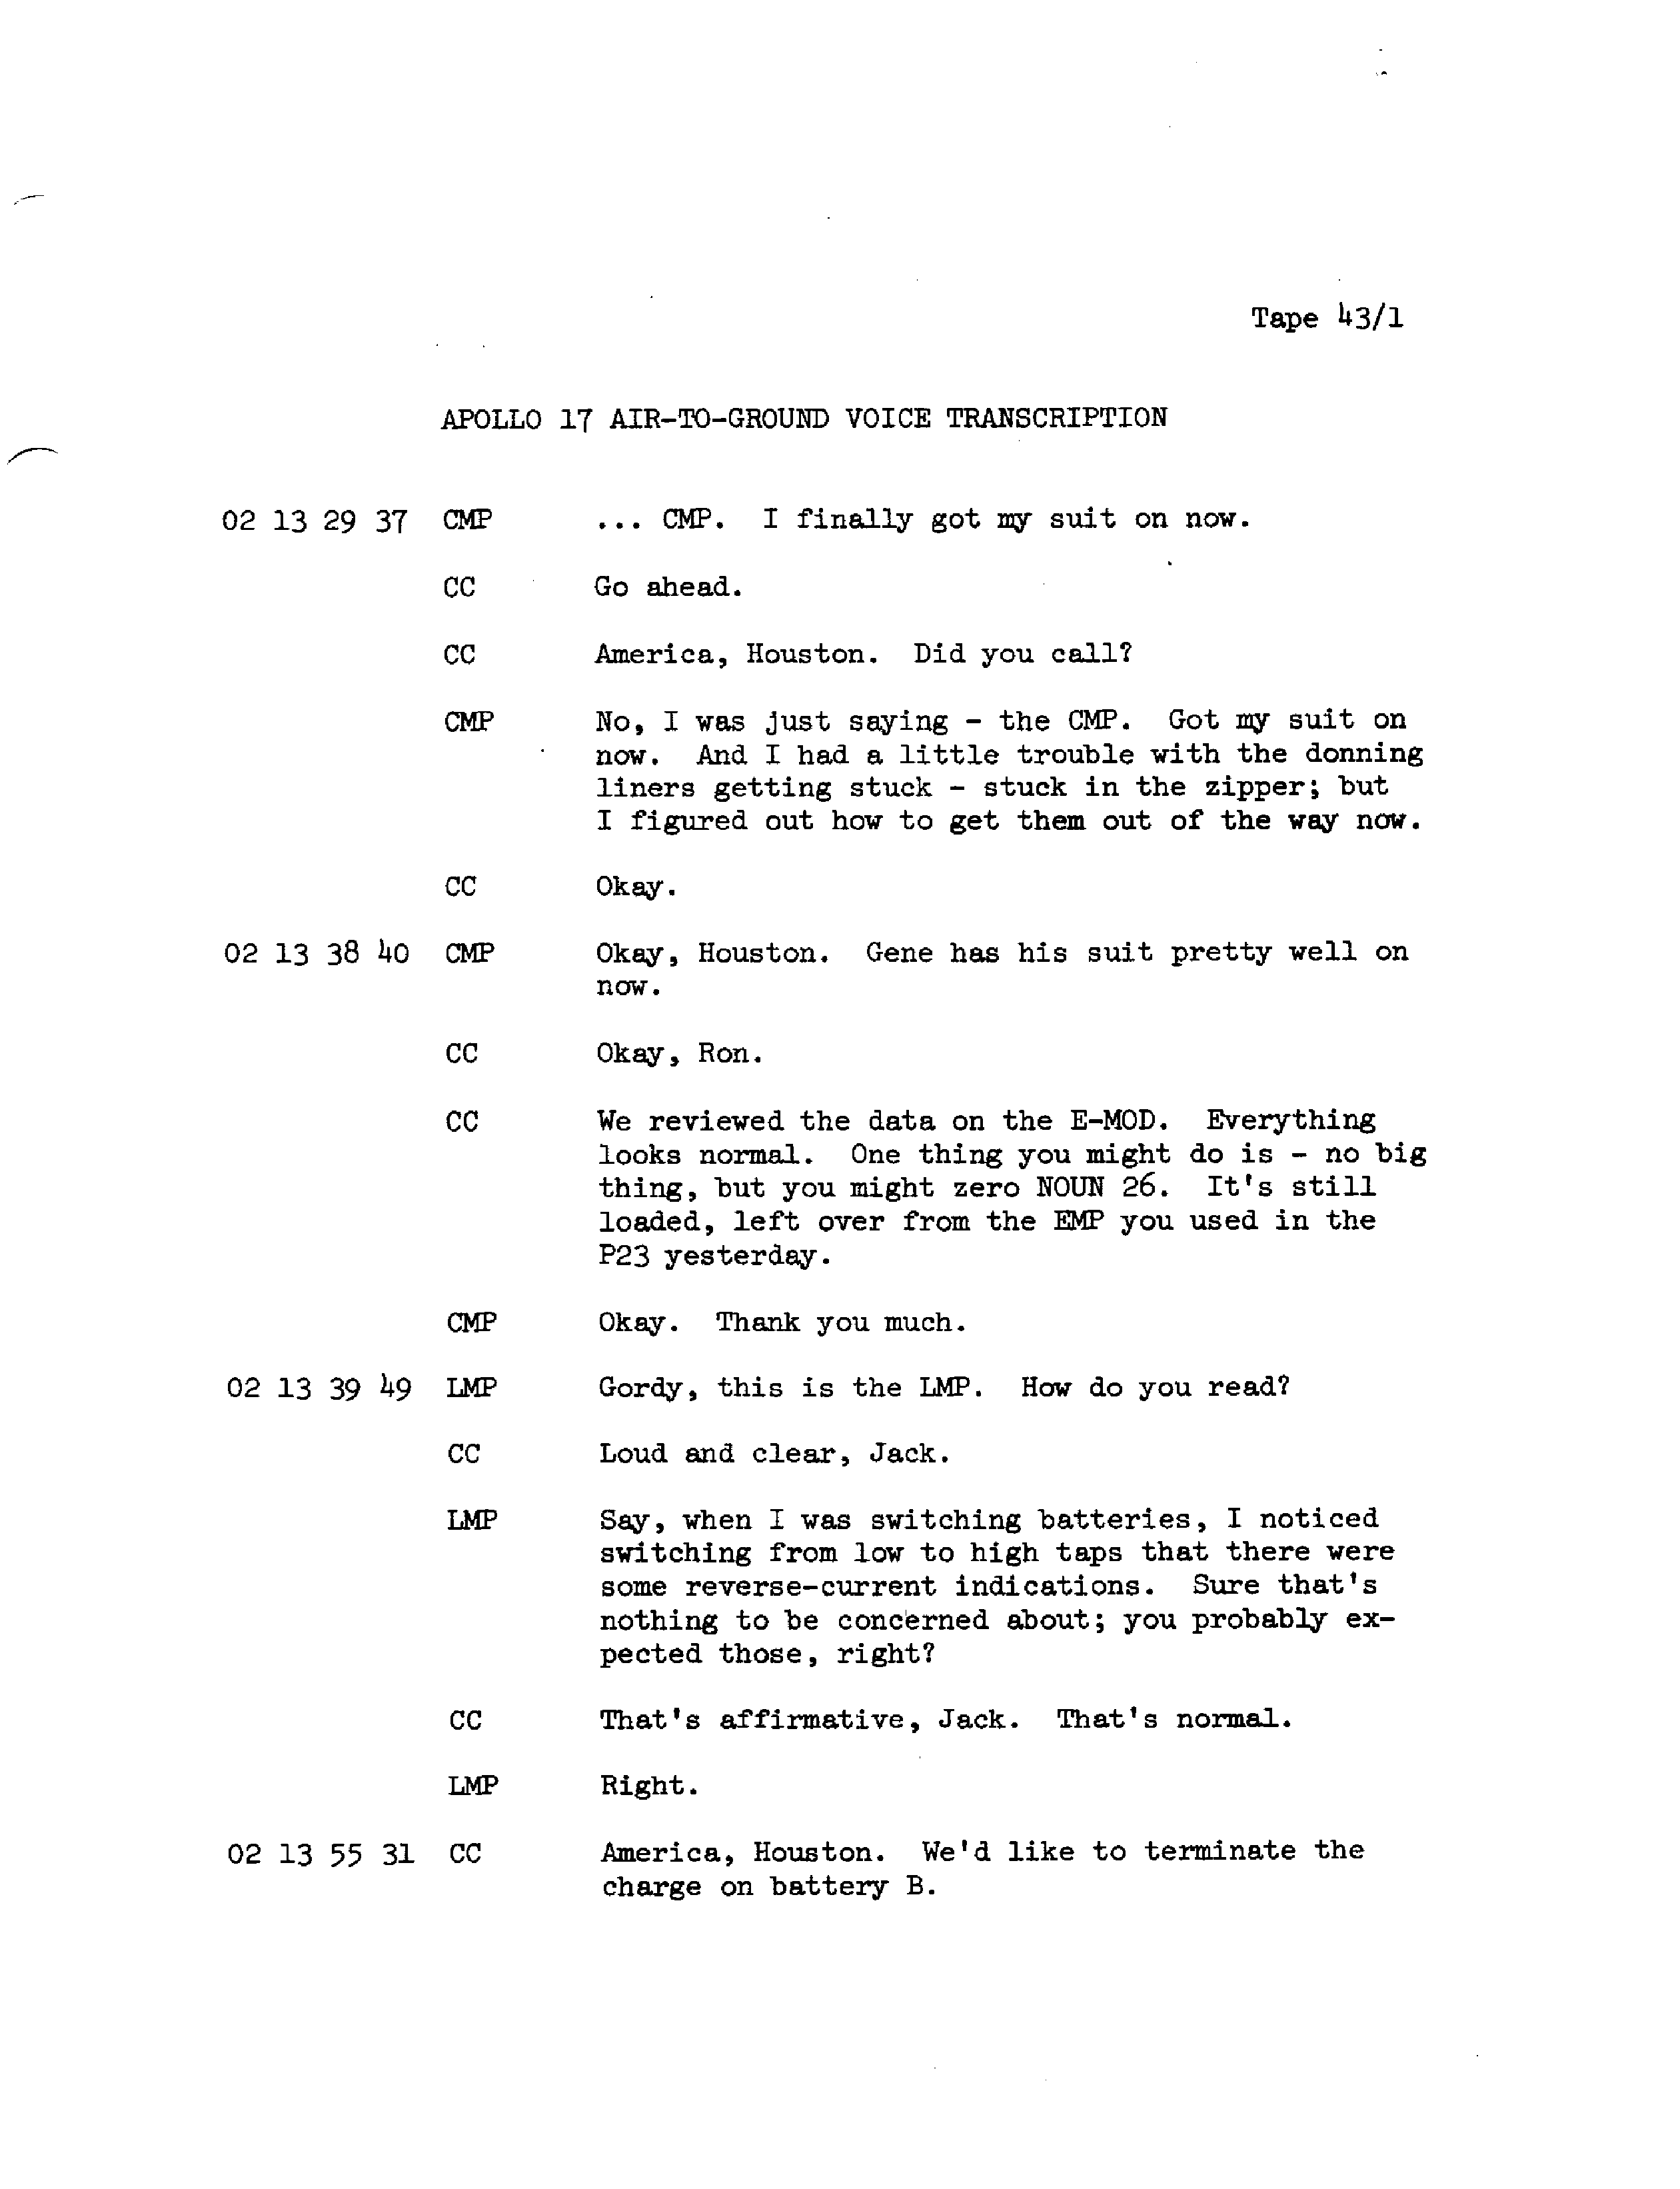 Tape 43/1
APOLLO 17 AIR-TO-GROUND VOICE TRANSCRIPTION
02 13 29 37 CMP ... CMP. I finally got my suit on now.
CC Go ahead.
CC America, Houston. Did you call?
CMP No, I was just saying - the CMP. Got my suit on
now. And I had a little trouble with the donning
liners getting stuck - stuck in the zipper; but
I figured out how to get them out of the way now.
CC Okay.
02 13 38 40 CMP Okay, Houston. Gene has his suit pretty well on
now.
CC Okay, Ron.
CC We reviewed the data on the E-MOD. Everything
looks normal. One thing you might do is - no big
thing, but you might zero NOUN 26. It's still
loaded, left over from the EMP you used in the
P23 yesterday.
CMP Okay. Thank you much.
02 13 39 49 LMP Gordy, this is the LMP. How do you read?
CC Loud and clear, Jack.
LMP Say, when I was switching batteries, I noticed
switching from low to high taps that there were
some reverse-current indications. Sure that's
nothing to be concerned about; you probably ex-
pected those, right?
CC That's affirmative, Jack. That's normal.
LMP Right.
02 13 55 31 CC America, Houston. We'd like to terminate the
charge on battery B.